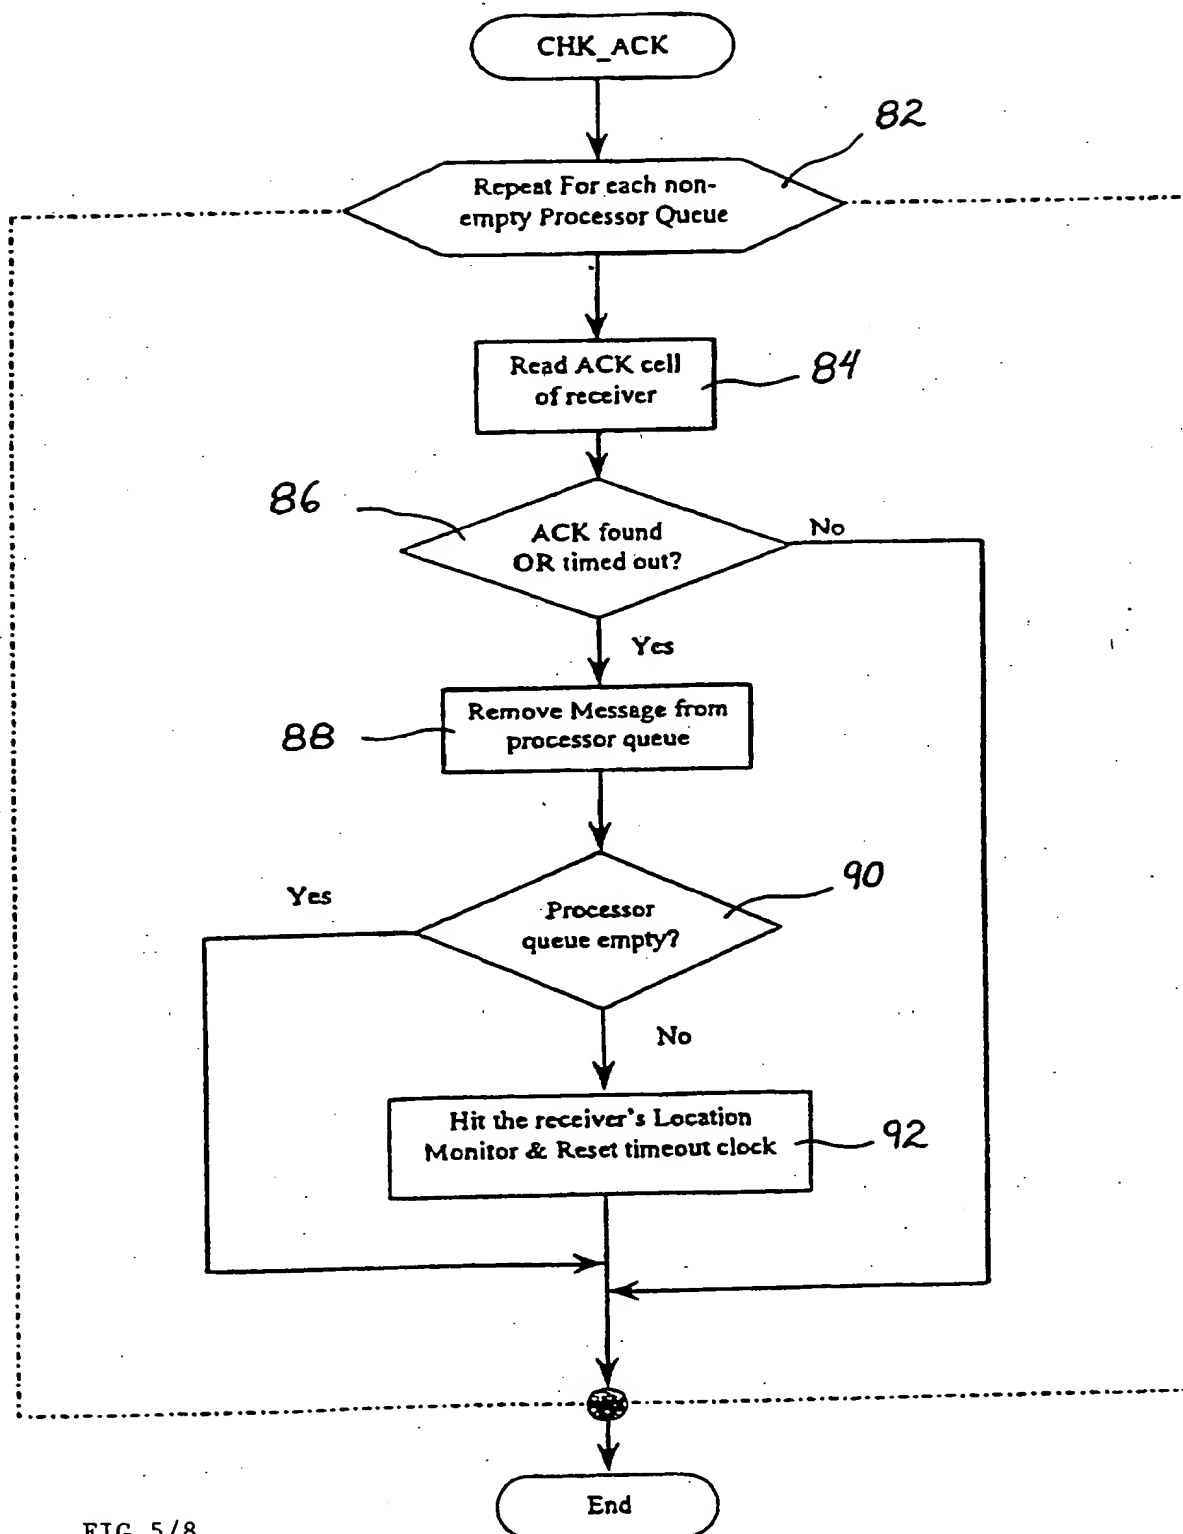 CHK_ACK
82
Repeat For each non-
empty Processor Queue
Read ACK cell
of receiver
84
86
ACK found
OR timed out?
No
Yes
Remove Message from
processor queue
88
90
Yes
Processor
queue empty?
No
Hit the receiver's Location
Monitor & Reset timeout clock
92
End
FIG 5/8